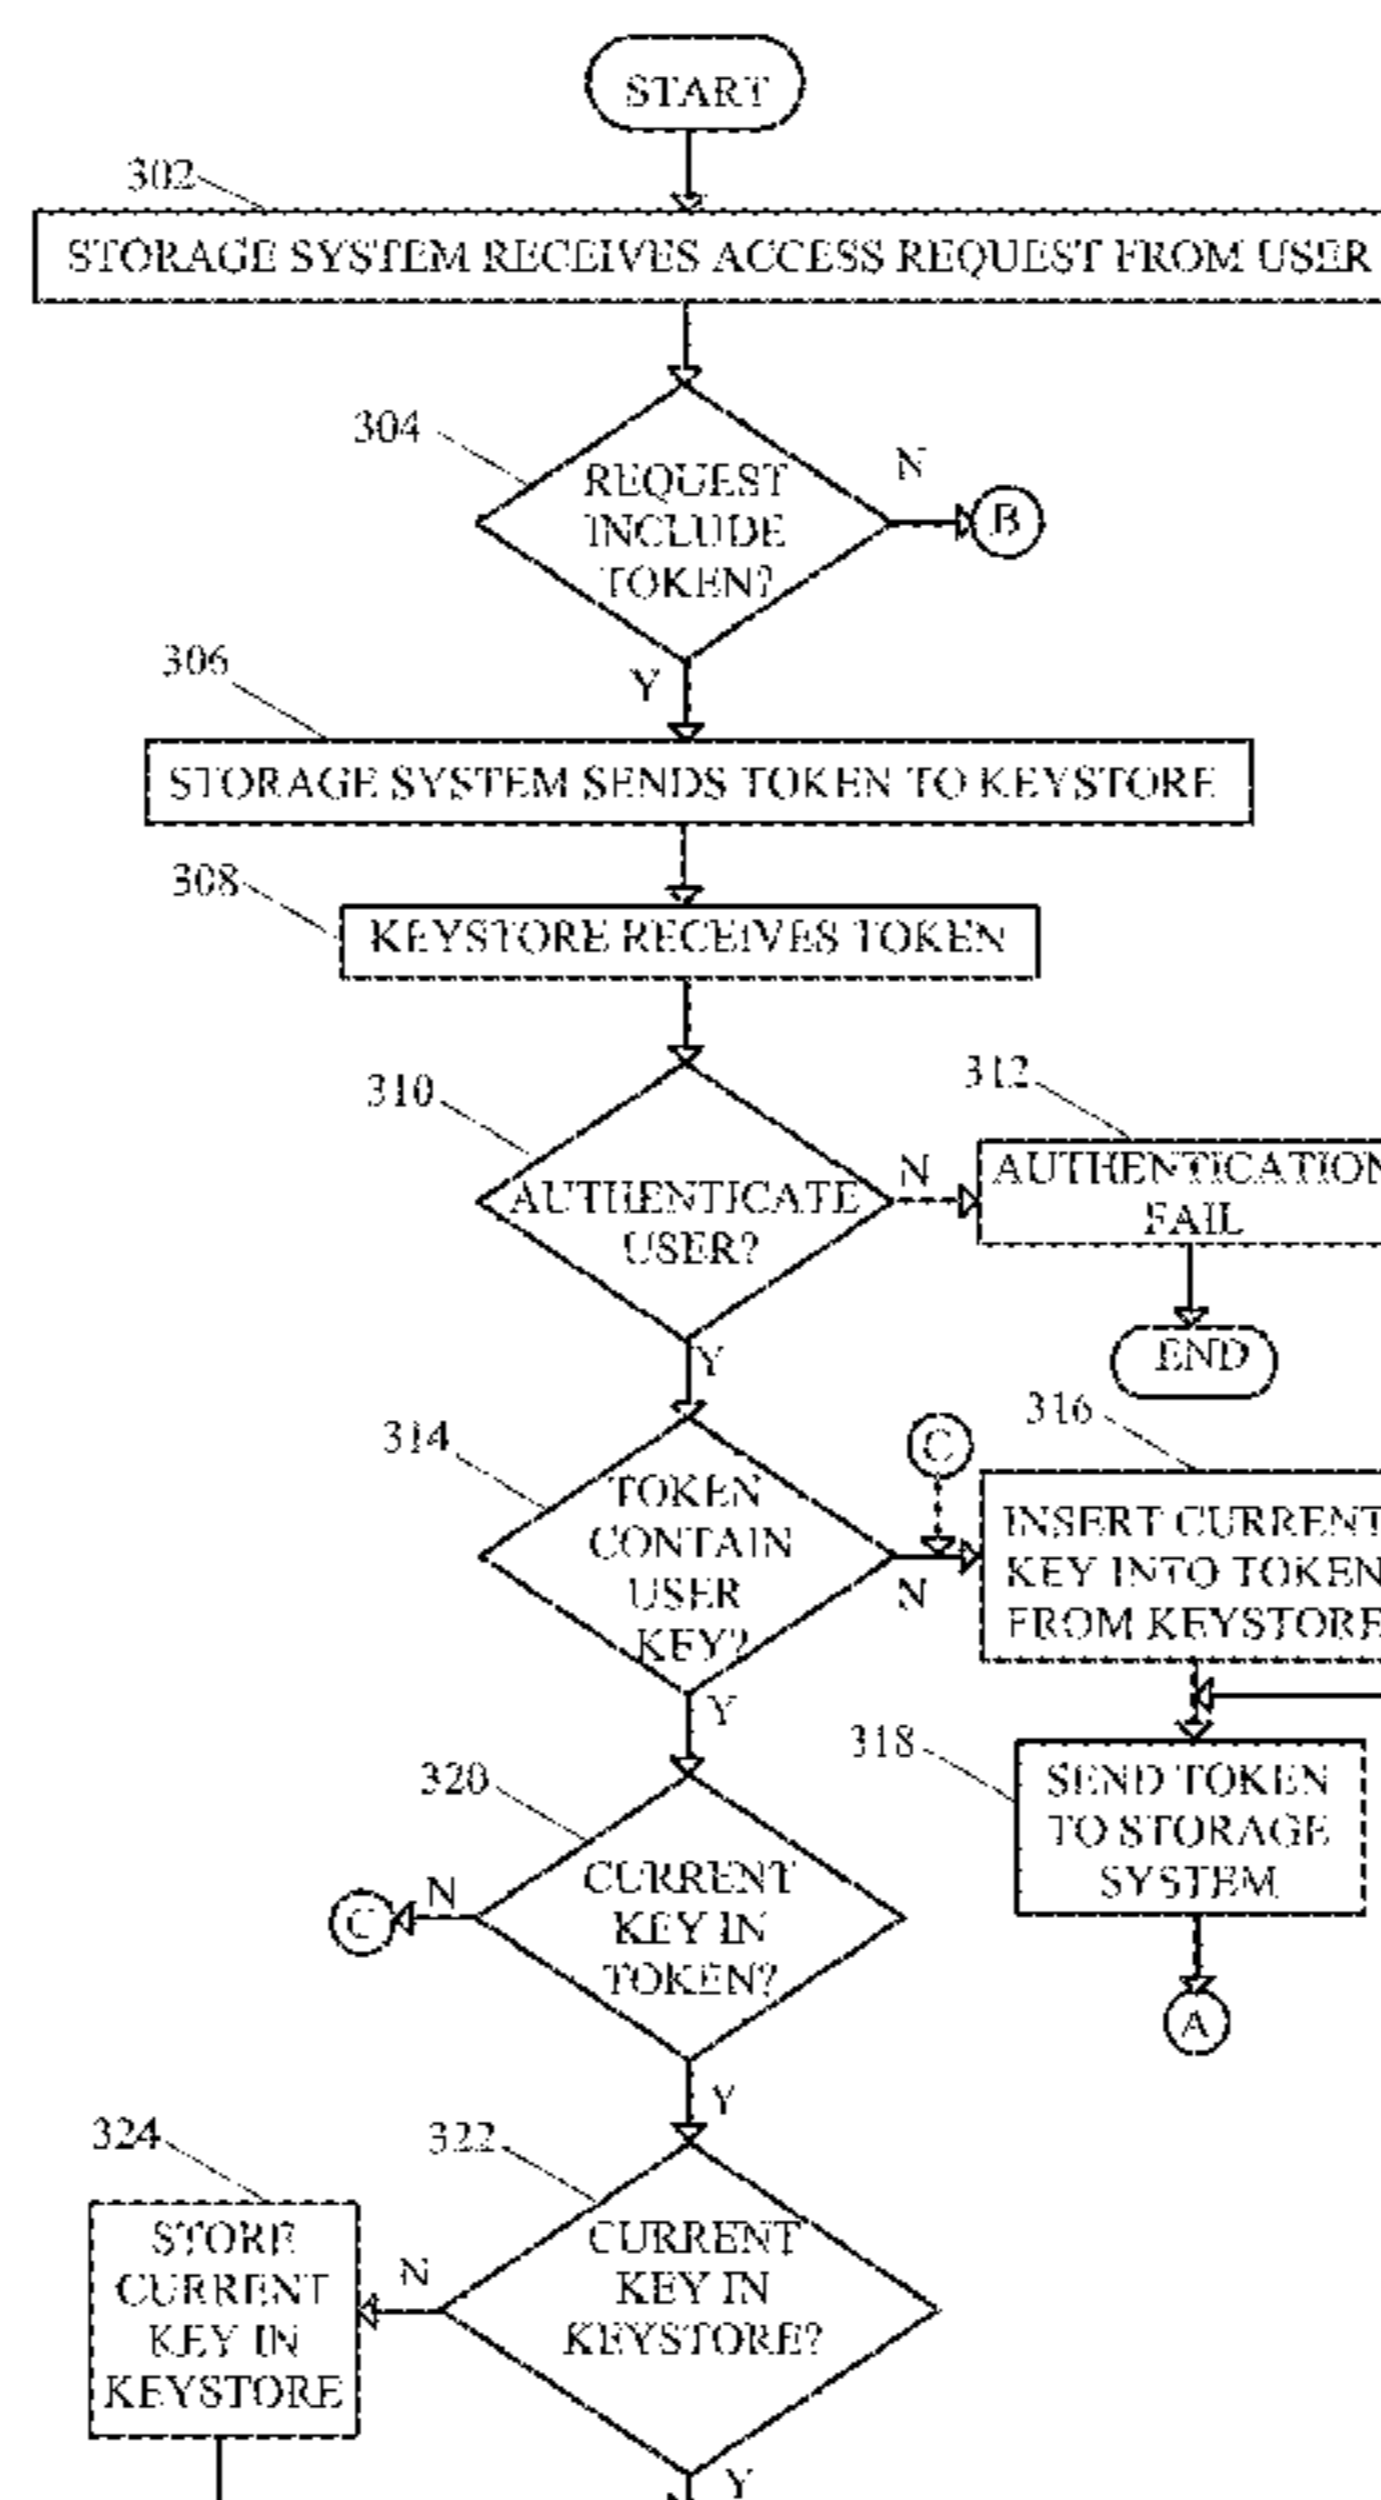 START
302
STORAGE SYSTEM RECEIVES ACCESS REQUEST FROM USER
304
REQUEST
INCLUDE
TOKEN?
N
B
Y
306
STORAGE SYSTEM SENDS TOKEN TO KEYSTORE
308
KEYSTORE RECEIVES TOKEN
310
AUTHENTICATE
USER?
N
312
AUTHENTICATION
FAIL
END
Y
314
TOKEN
CONTAIN
USER
KEY?
N
C
316
INSERT CURRENT
KEY INTO TOKEN
FROM KEYSTORE
Y
318
SEND TOKEN
TO STORAGE
SYSTEM
A
320
CURRENT
KEY IN
TOKEN?
N
C
Y
322
CURRENT
KEY IN
KEYSTORE?
N
324
STORE
CURRENT
KEY IN
KEYSTORE
Y